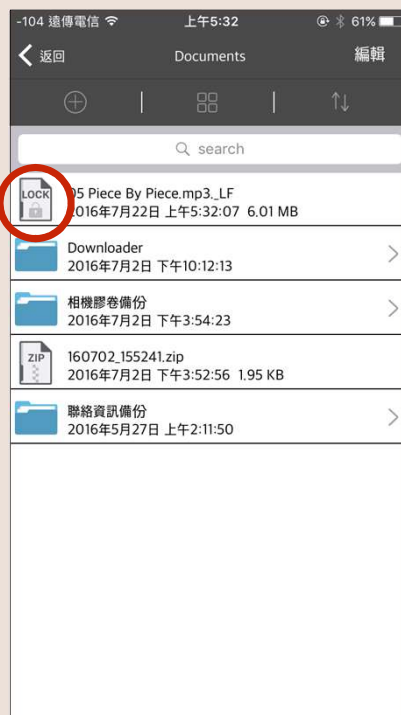 -104 遠傳電信 上午5:32 61%
返回 Documents 編輯
search
LOCK
05 Piece By Piece.mp3._LF
2016年7月22日 上午5:32:07 6.01 MB
Downloader
2016年7月2日 下午10:12:13
相機膠卷備份
2016年7月2日 下午3:54:23
ZIP
160702_155241.zip
2016年7月2日 下午3:52:56 1.95 KB
聯絡資訊備份
2016年5月27日 上午2:11:50